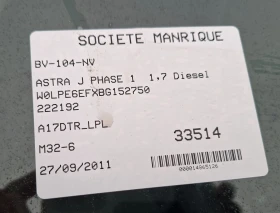 SOCIETE MANRIQUE
BV-104-NV
ASTRA J PHASE 1 1,7 Diesel
W0LPE6EFXBG152750
222192
A17DTR_LPL
33514
M32-6
000014965126
27/09/2011